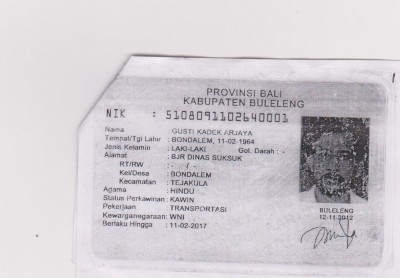 PROVINSI BALI
KABUPATEN BULELENG
NIK : 5108091102640001
Nama : GUSTI KADEK ARJAYA
Tempat/Tgl Lahir : BONDALEM, 11-02-1964
Jenis Kelamin : LAKI-LAKI Gol. Darah : -
Alamat : BJR DINAS SUKSUK
RT/RW : - / -
Kel/Desa : BONDALEM
Kecamatan : TEJAKULA
Agama : HINDU
Status Perkawinan : KAWIN
Pekerjaan : TRANSPORTASI
Kewarganegaraan : WNI
Berlaku Hingga : 11-02-2017
BULELENG
12-11-2012